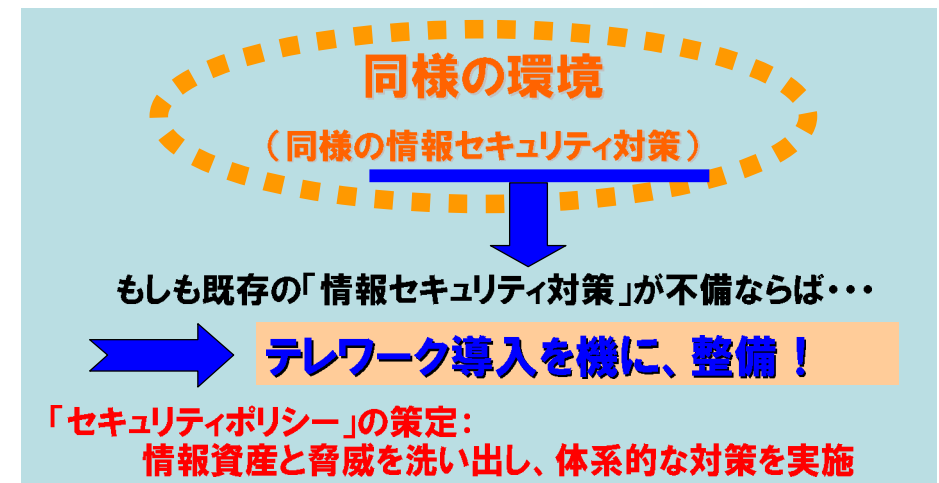 同様の環境
（同様の情報セキュリティ対策）
もしも既存の「情報セキュリティ対策」が不備ならば・・・
テレワーク導入を機に、整備！
「セキュリティポリシー」の策定：
情報資産と脅威を洗い出し、体系的な対策を実施